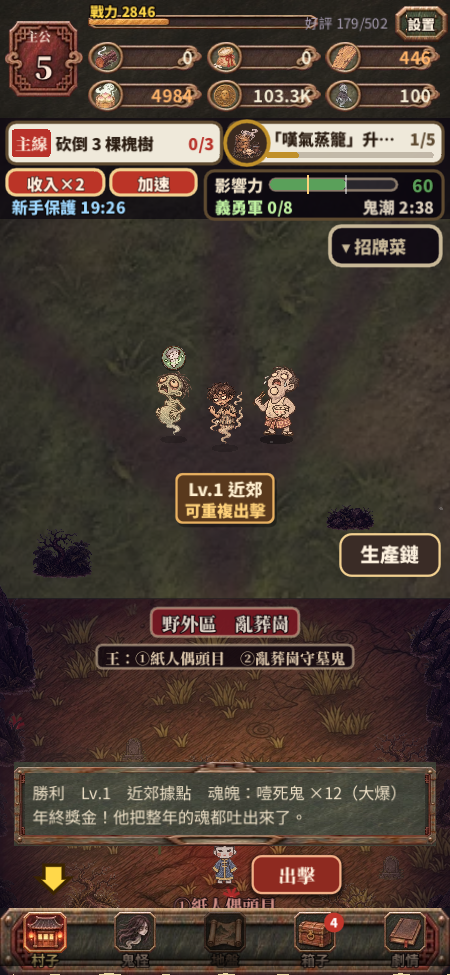 戰力 2846
好評 179/502
設置
主公
5
0
0
446
4984
103.3K
100
主線 砍倒 3 棵槐樹 0/3
「嘆氣蒸籠」升… 1/5
收入×2
加速
影響力 60
新手保護 19:26
義勇軍 0/8
鬼潮 2:38
▼招牌菜
Lv.1 近郊
可重複出擊
生產鏈
野外區 亂葬崗
王：①紙人偶頭目 ②亂葬崗守墓鬼
勝利 Lv.1 近郊據點 魂魄：噎死鬼 ×12（大爆）
年終獎金！他把整年的魂都吐出來了。
出擊
①紙人偶頭目
4
村子
鬼怪
地盤
箱子
劇情